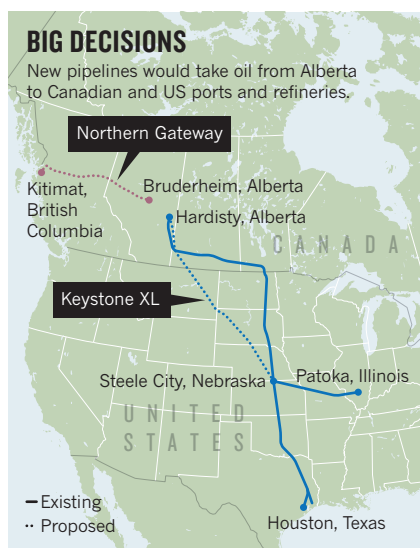 BIG DECISIONS
New pipelines would take oil from Alberta
to Canadian and US ports and refineries.
Northern Gateway
Kitimat,
British
Columbia
Bruderheim, Alberta
Hardisty, Alberta
CANADA
Keystone XL
Steele City, Nebraska
Patoka, Illinois
UNITED
STATES
Existing
Proposed
Houston, Texas